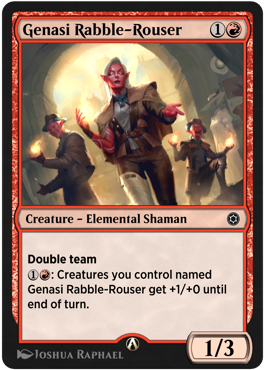 Genasi Rabble-Rouser 1
Creature – Elemental Shaman
Double team
1: Creatures you control named
Genasi Rabble-Rouser get +1/+0 until
end of turn.
Joshua Raphael
1/3